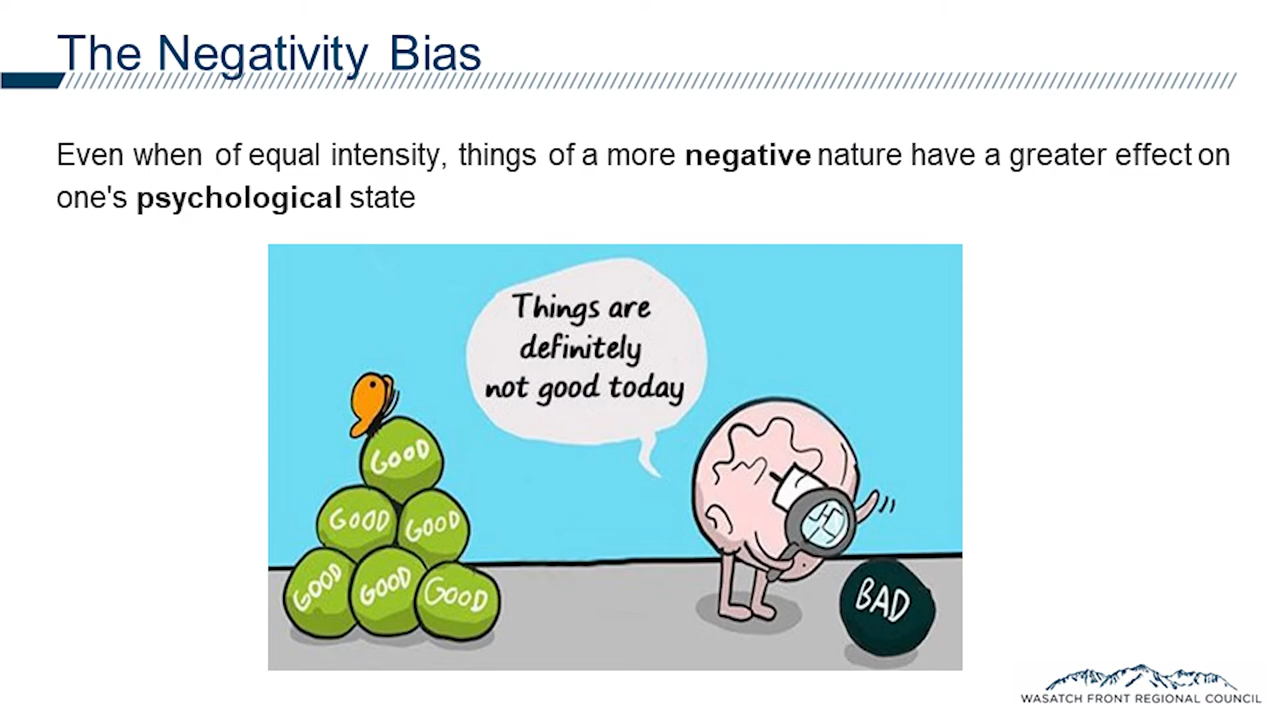 The Negativity Bias
Even when of equal intensity, things of a more negative nature have a greater effect on
one's psychological state
Things are
definitely
not good today
GOOD
GOOD
GOOD
GOOD
GOOD
GOOD
BAD
WASATCH FRONT REGIONAL COUNCIL